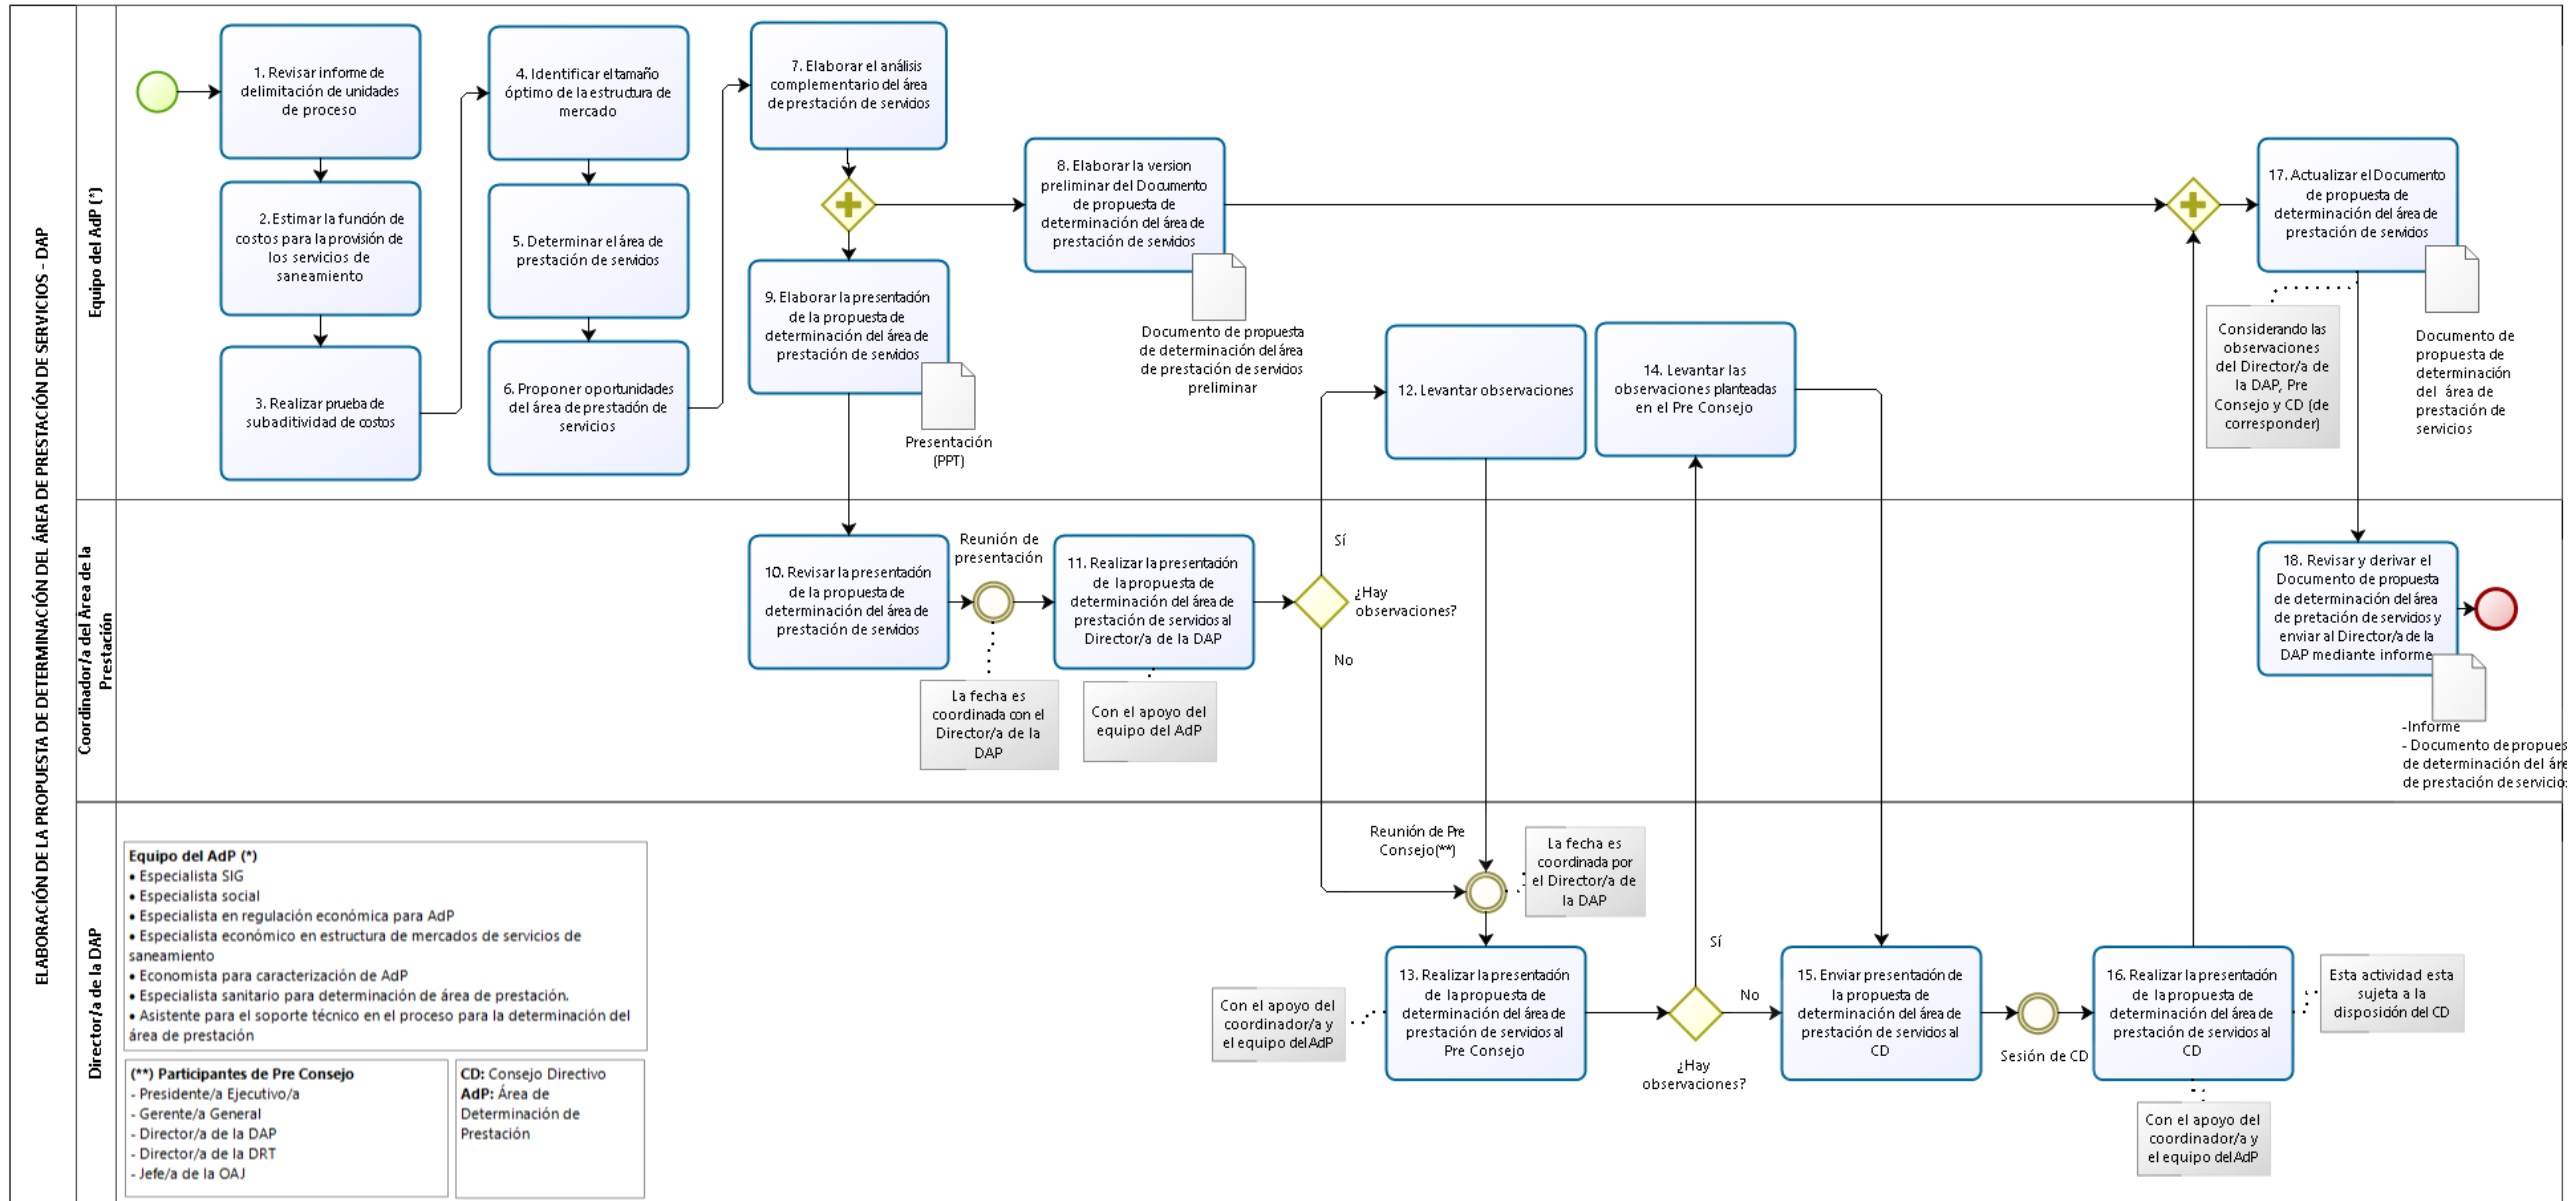 ELABORACIÓN DE LA PROPUESTA DE DETERMINACIÓN DEL ÁREA DE PRESTACIÓN DE SERVICIOS - DAP
Equipo del AdP (*)
1. Revisar informe de
delimitación de unidades
de proceso
2. Estimar la función de
costos para la provisión de
los servicios de
saneamiento
3. Realizar prueba de
subaditividad de costos
4. Identificar el tamaño
óptimo de la estructura de
mercado
5. Determinar el área de
prestación de servicios
6. Proponer oportunidades
del área de prestación de
servicios
7. Elaborar el análisis
complementario del área
de prestación de servicios
8. Elaborar la version
preliminar del Documento
de propuesta de
determinación del área de
prestación de servicios
Documento de propuesta
de determinación del área
de prestación de servicios
preliminar
9. Elaborar la presentación
de la propuesta de
determinación del área de
prestación de servicios
Presentación
(PPT)
12. Levantar observaciones
14. Levantar las
observaciones planteadas
en el Pre Consejo
17. Actualizar el Documento
de propuesta de
determinación del área de
prestación de servicios
Considerando las
observaciones
del Director/a de
la DAP, Pre
Consejo y CD (de
corresponder)
Documento de
propuesta de
determinación
del área de
prestación de
servicios
Coordinador/a del Área de la
Prestación
10. Revisar la presentación
de la propuesta de
determinación del área de
prestación de servicios
Reunión de
presentación
La fecha es
coordinada con el
Director/a de la
DAP
11. Realizar la presentación
de la propuesta de
determinación del área de
prestación de servicios al
Director/a de la DAP
Con el apoyo del
equipo del AdP
Sí
¿Hay
observaciones?
No
18. Revisar y derivar el
Documento de propuesta
de determinación del área
de pretación de servicios y
enviar al Director/a de la
DAP mediante informe
-Informe
- Documento de propues
de determinación del áre
de prestación de servicio
Director/a de la DAP
Equipo del AdP (*)
• Especialista SIG
• Especialista social
• Especialista en regulación económica para AdP
• Especialista económico en estructura de mercados de servicios de
saneamiento
• Economista para caracterización de AdP
• Especialista sanitario para determinación de área de prestación.
• Asistente para el soporte técnico en el proceso para la determinación del
área de prestación
(**) Participantes de Pre Consejo
- Presidente/a Ejecutivo/a
- Gerente/a General
- Director/a de la DAP
- Director/a de la DRT
- Jefe/a de la OAJ
CD: Consejo Directivo
AdP: Área de
Determinación de
Prestación
Reunión de Pre
Consejo(**)
La fecha es
coordinada por
el Director/a de
la DAP
13. Realizar la presentación
de la propuesta de
determinación del área de
prestación de servicios al
Pre Consejo
Con el apoyo del
coordinador/a y
el equipo del AdP
Sí
No
¿Hay
observaciones?
15. Enviar presentación de
la propuesta de
determinación del área de
prestación de servicios al
CD
Sesión de CD
16. Realizar la presentación
de la propuesta de
determinación del área de
prestación de servicios al
CD
Esta actividad esta
sujeta a la
disposición del CD
Con el apoyo del
coordinador/a y
el equipo del AdP